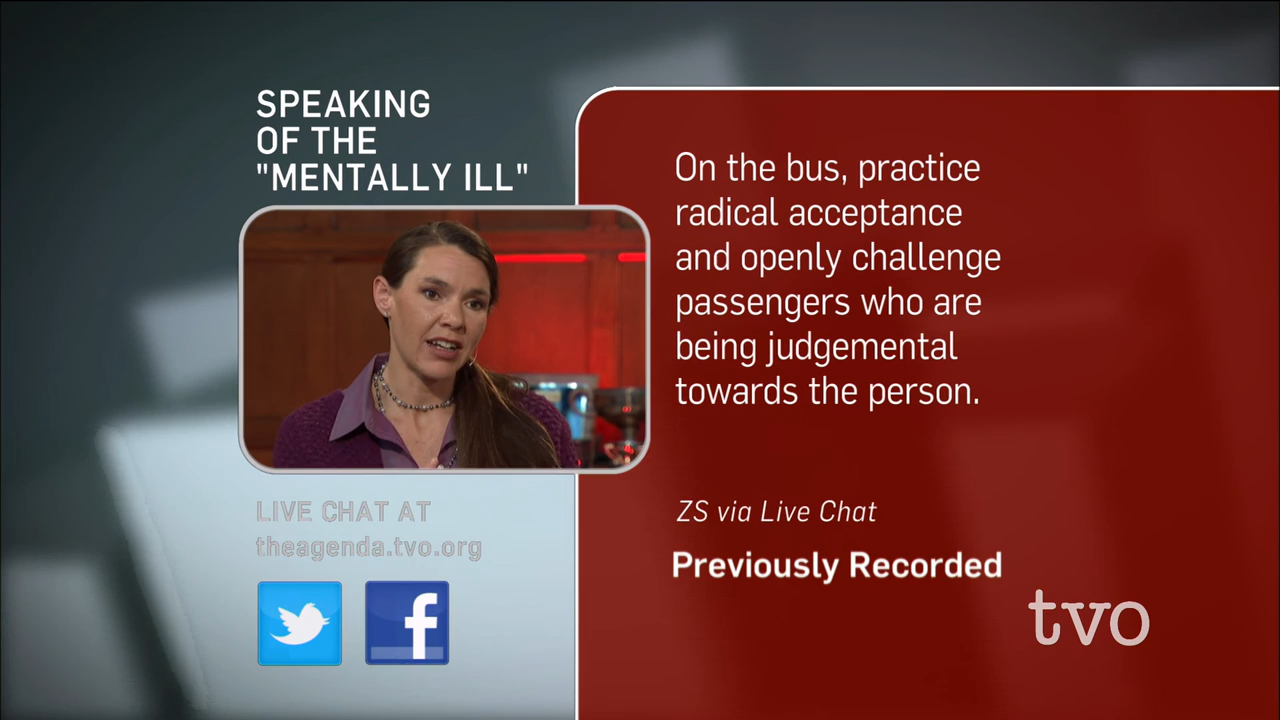 SPEAKING
OF THE
"MENTALLY ILL"
On the bus, practice
radical acceptance
and openly challenge
passengers who are
being judgemental
towards the person.
ZS via Live Chat
Previously Recorded
LIVE CHAT AT
theagenda.tvo.org
tvo